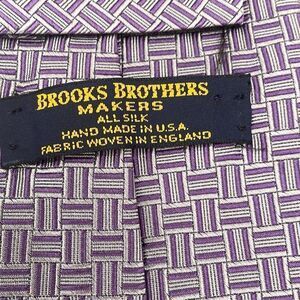 BROOKS BROTHERS
MAKERS
ALL SILK
HAND MADE IN U.S.A.
FABRIC WOVEN IN ENGLAND